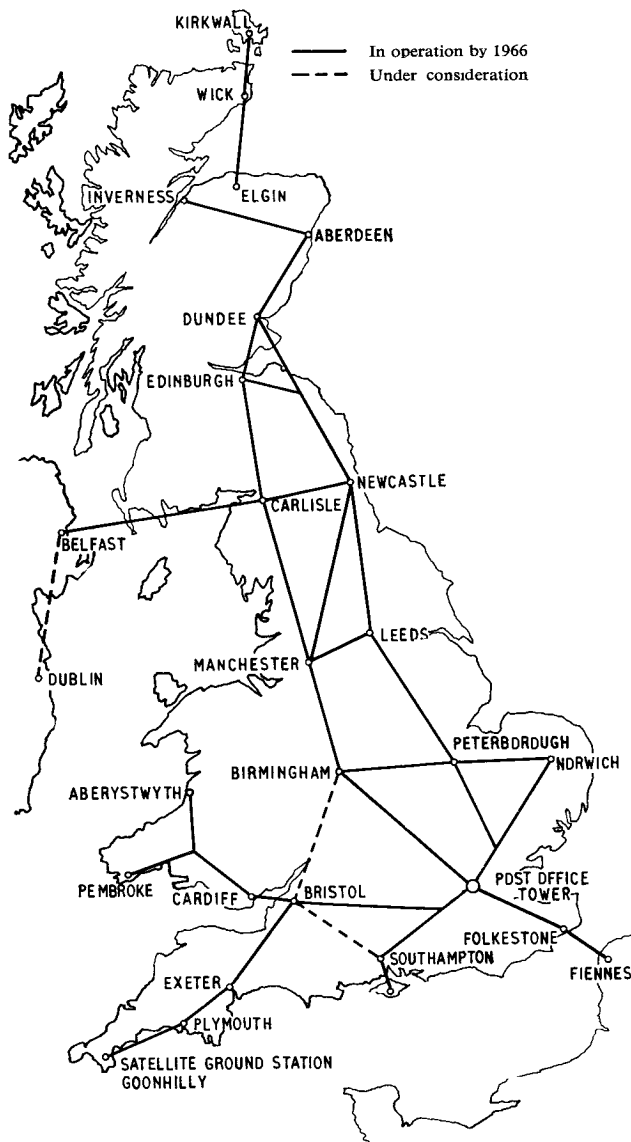 KIRKWALL
In operation by 1966
Under consideration
WICK
INVERNESS
ELGIN
ABERDEEN
DUNDEE
EDINBURGH
NEWCASTLE
CARLISLE
BELFAST
LEEDS
MANCHESTER
DUBLIN
PETERBOROUGH
NORWICH
BIRMINGHAM
ABERYSTWYTH
POST OFFICE
TOWER
PEMBROKE
CARDIFF
BRISTOL
FOLKESTONE
SOUTHAMPTON
FIENNES
EXETER
PLYMOUTH
SATELLITE GROUND STATION
GOONHILLY